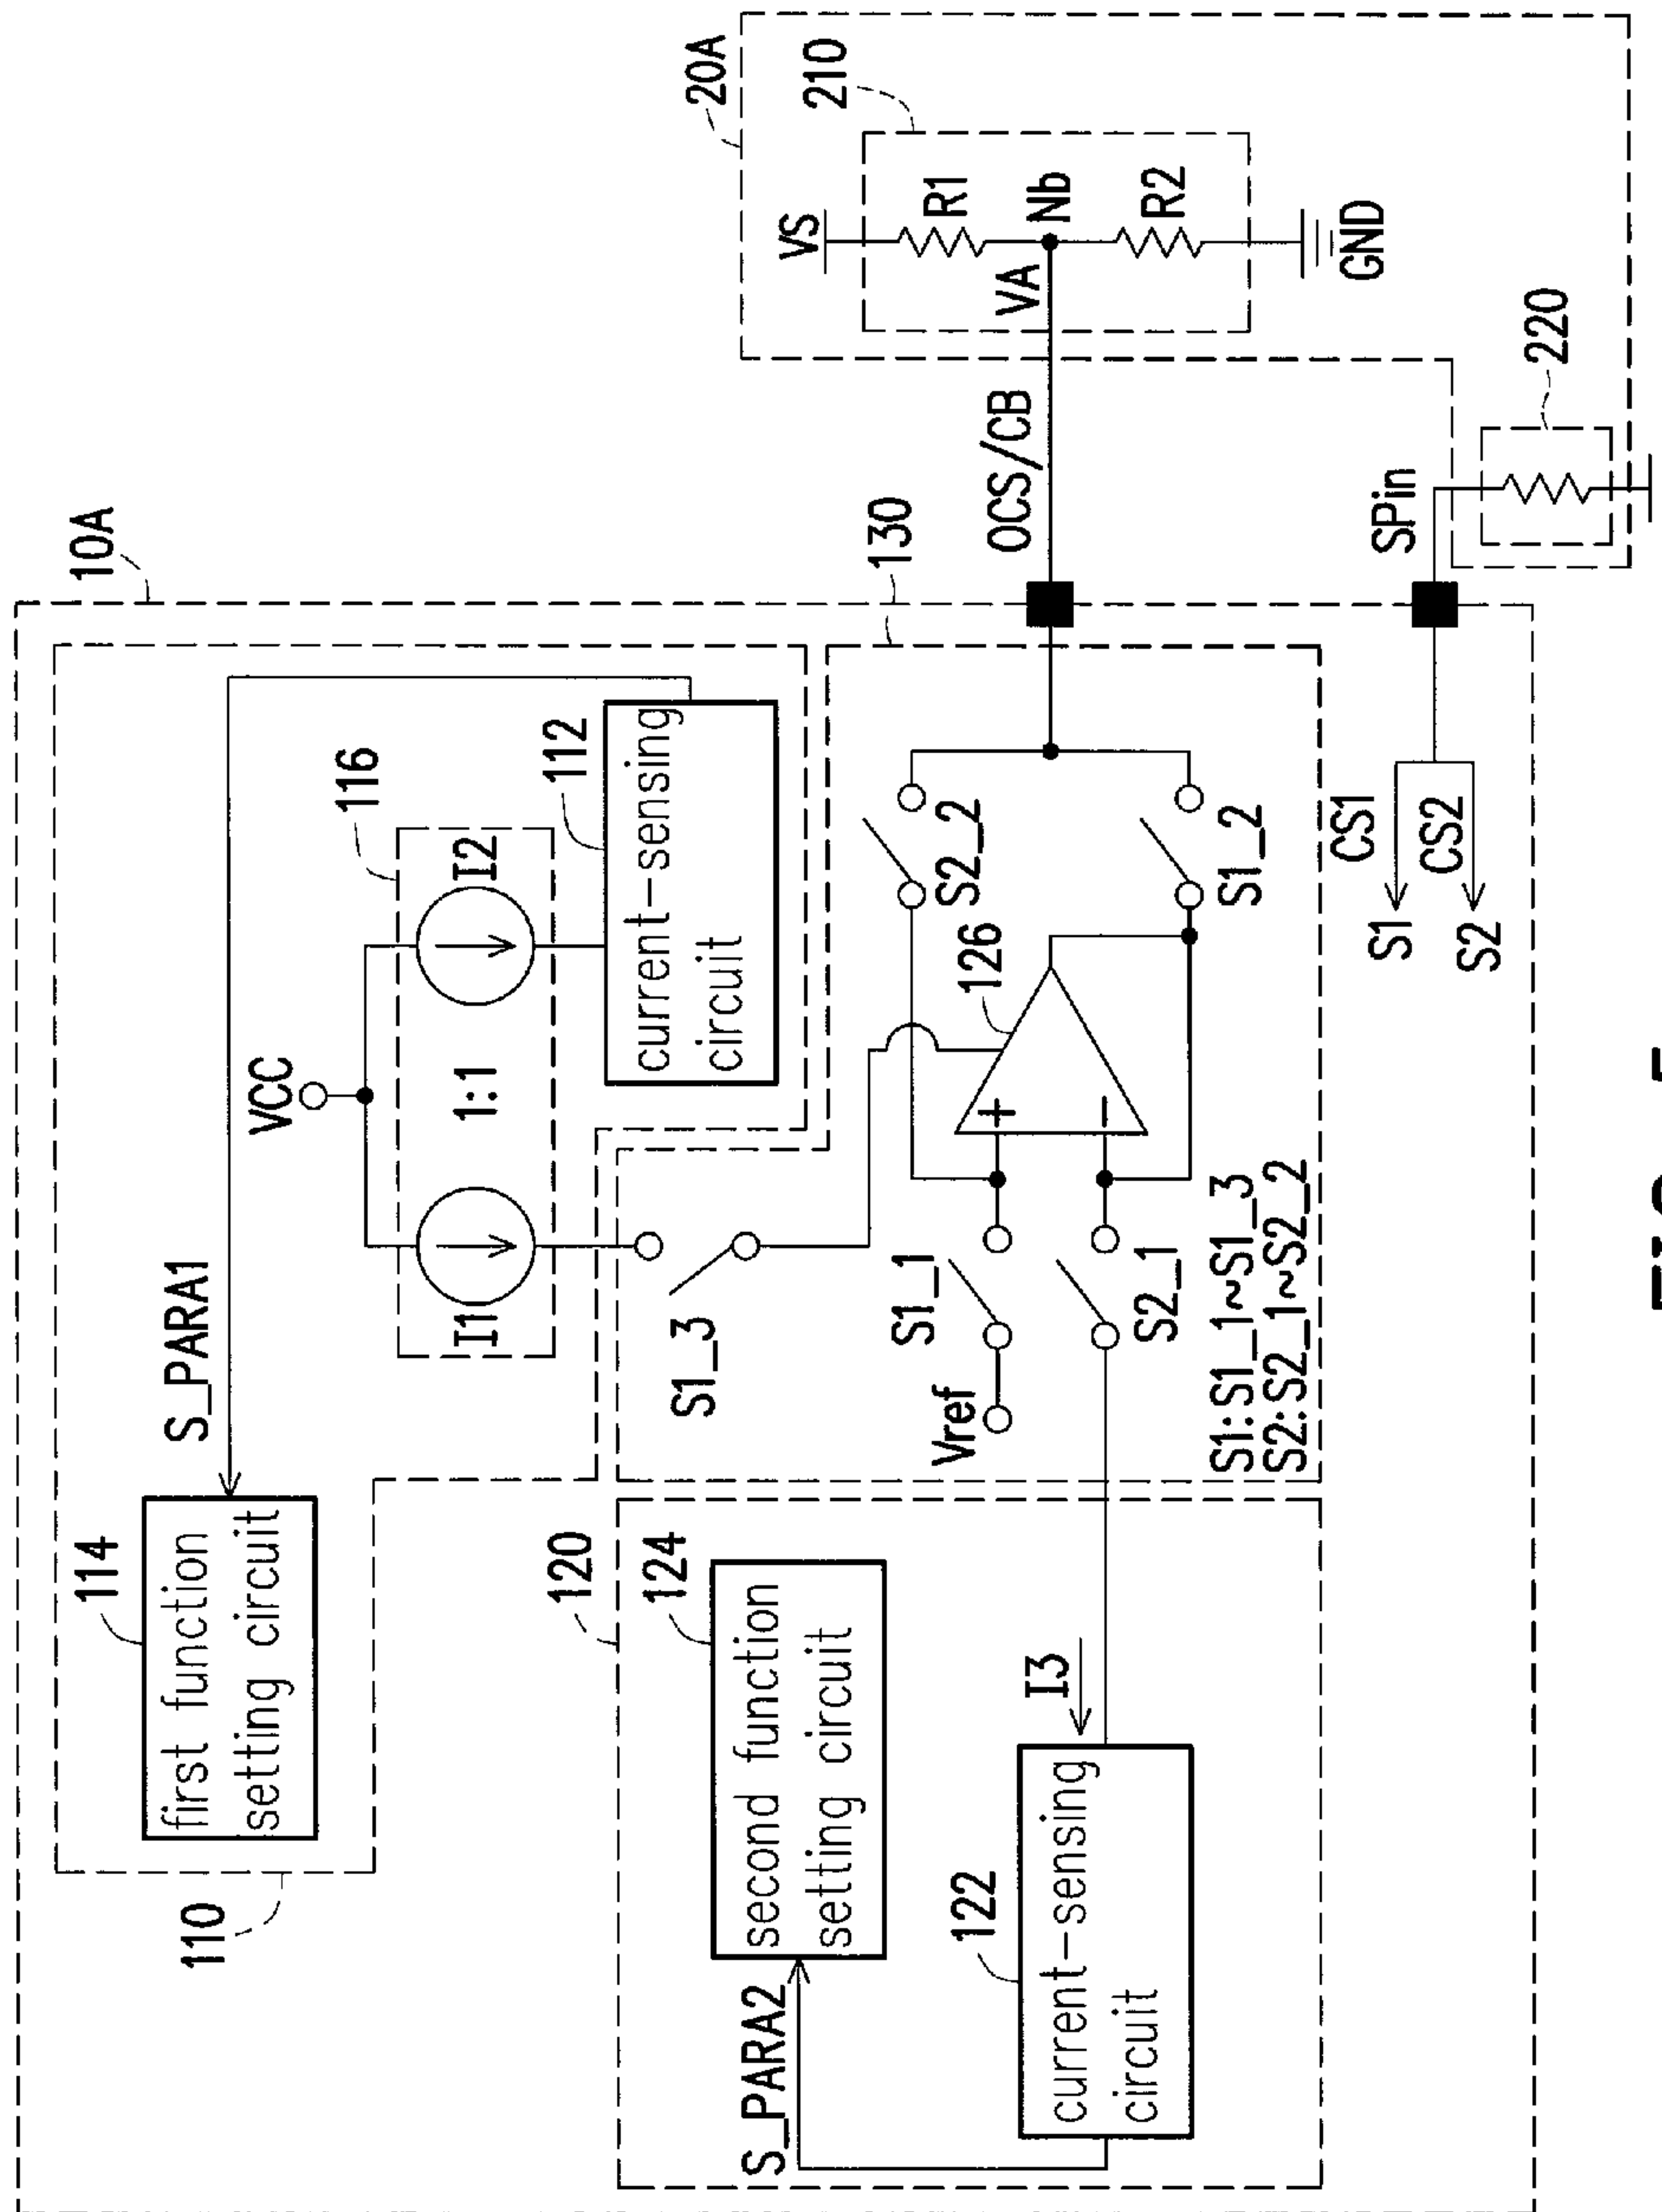 10A
20A
110
S_PARA1
114
first function
setting circuit
VCC
116
I1
1:1
I2
112
current-sensing
circuit
S1_3
130
120
124
second function
setting circuit
S_PARA2
122
current-sensing
circuit
I3
Vref
S1_1
S2_1
+
−
126
S2_2
S1_2
S1:S1_1~S1_3
S2:S2_1~S2_2
OCS/CB
210
VS
R1
VA
Nb
R2
GND
SPin
220
CS1
S1
CS2
S2